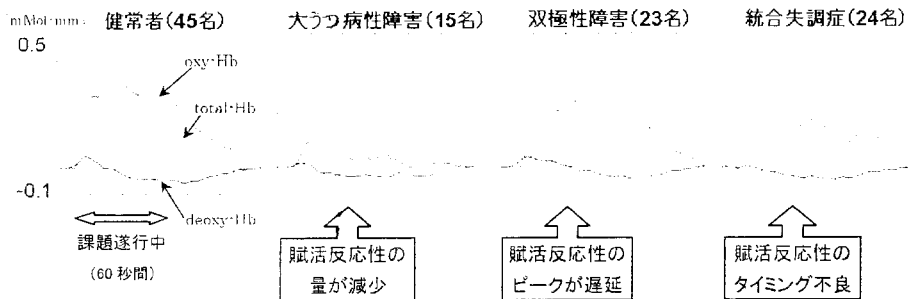 (mMol·mm)
健常者(45名)
大うつ病性障害(15名)
双極性障害(23名)
統合失調症(24名)
0.5
oxy·Hb
total·Hb
-0.1
deoxy·Hb
課題遂行中
(60秒間)
賦活反応性の
量が減少
賦活反応性の
ピークが遅延
賦活反応性の
タイミング不良